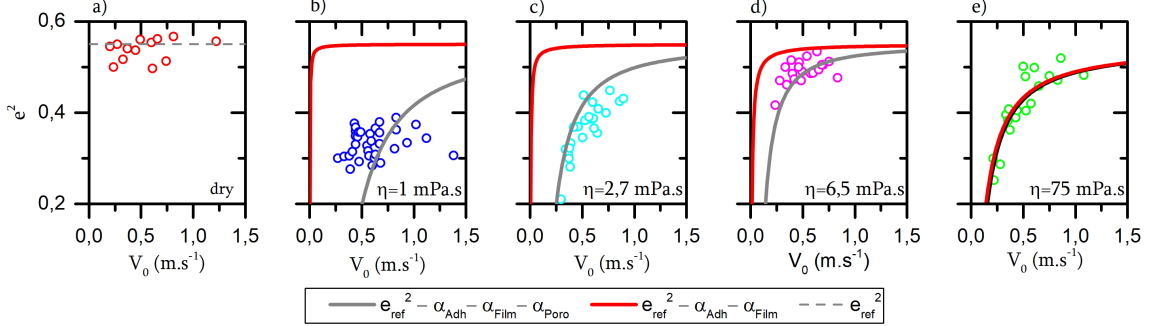 a) b) c) d) e)
0,6
0,4
0,2
e²
dry
η=1 mPa.s
η=2,7 mPa.s
η=6,5 mPa.s
η=75 mPa.s
0,0 0,5 1,0 1,5 0,0 0,5 1,0 1,5 0,0 0,5 1,0 1,5 0,0 0,5 1,0 1,5 0,0 0,5 1,0 1,5
V₀ (m.s⁻¹) V₀ (m.s⁻¹) V₀ (m.s⁻¹) V₀ (m.s⁻¹) V₀ (m.s⁻¹)
e_ref² – α_Adh – α_Film – α_Poro e_ref² – α_Adh – α_Film e_ref²